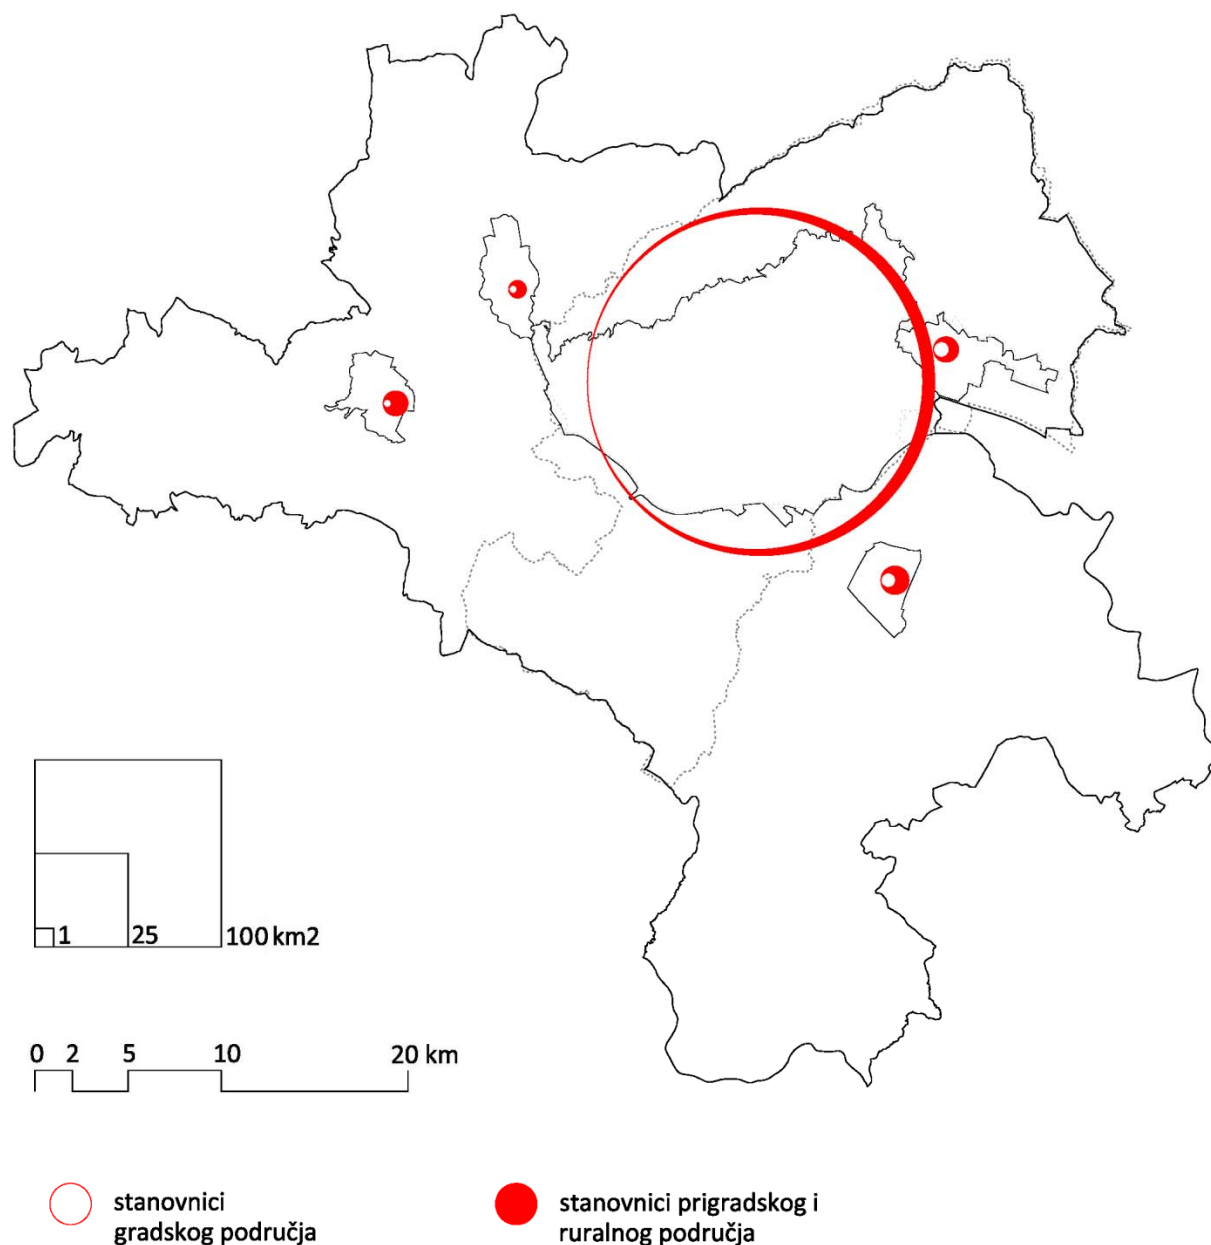 1
25
100 km2
0 2 5 10 20 km
stanovnici
gradskog područja
stanovnici prigradskog i
ruralnog područja